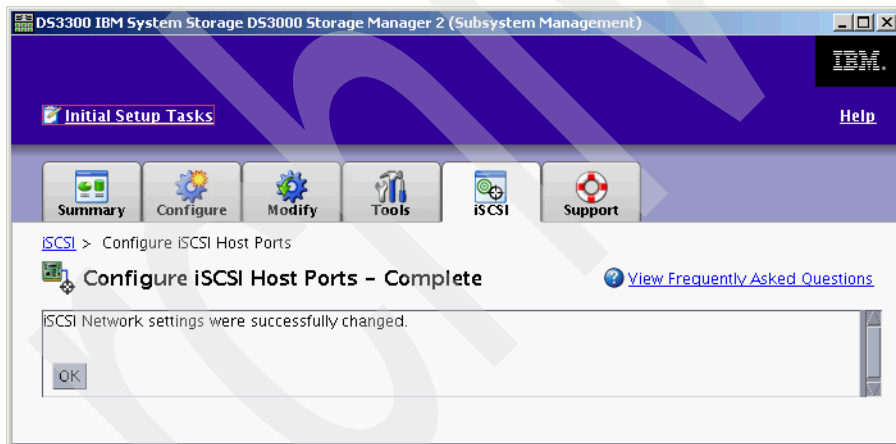 DS3300 IBM System Storage DS3000 Storage Manager 2 (Subsystem Management)
IBM.
Initial Setup Tasks
Help
Summary
Configure
Modify
Tools
iSCSI
Support
iSCSI > Configure iSCSI Host Ports
Configure iSCSI Host Ports - Complete
View Frequently Asked Questions
iSCSI Network settings were successfully changed.
OK